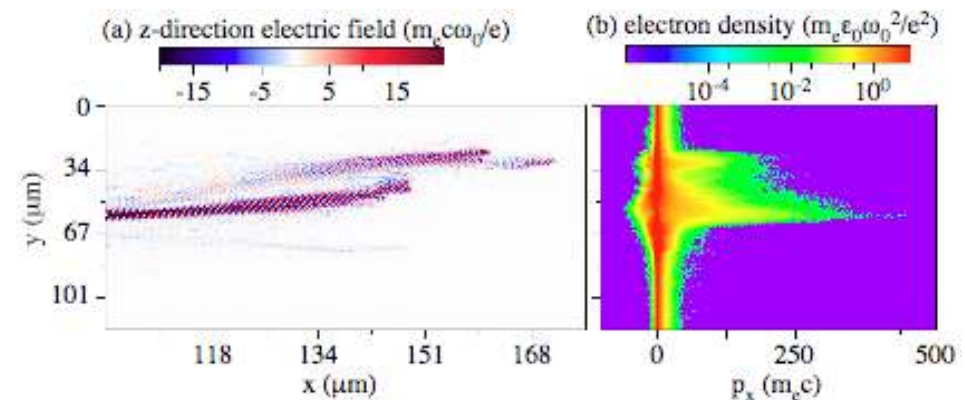 (a) z-direction electric field (mₑcω₀/e)
(b) electron density (mₑε₀ω₀²/e²)
-15 -5 5 15
10⁻⁴ 10⁻² 10⁰
0
34
67
101
y (μm)
118 134 151 168
x (μm)
0 250 500
pₓ (mₑc)